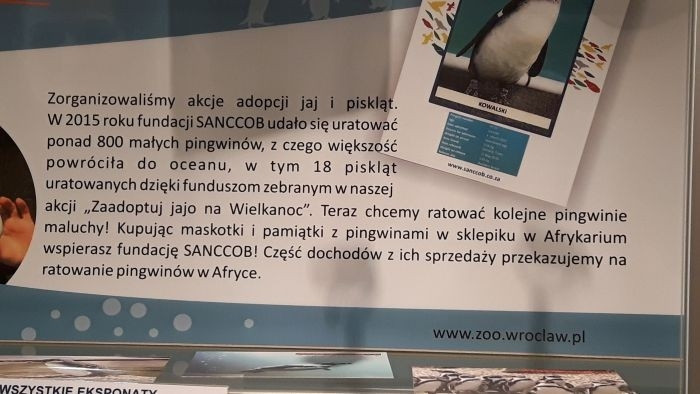 KOWALSKI
www.sanccob.co.za
Zorganizowaliśmy akcje adopcji jaj i piskląt.
W 2015 roku fundacji SANCCOB udało się uratować
ponad 800 małych pingwinów, z czego większość
powróciła do oceanu, w tym 18 piskląt
uratowanych dzięki funduszom zebranym w naszej
akcji „Zaadoptuj jajo na Wielkanoc”. Teraz chcemy ratować kolejne pingwinie
maluchy! Kupując maskotki i pamiątki z pingwinami w sklepiku w Afrykarium
wspierasz fundację SANCCOB! Część dochodów z ich sprzedaży przekazujemy na
ratowanie pingwinów w Afryce.
www.zoo.wroclaw.pl
WSZYSTKIE EKSPONATY